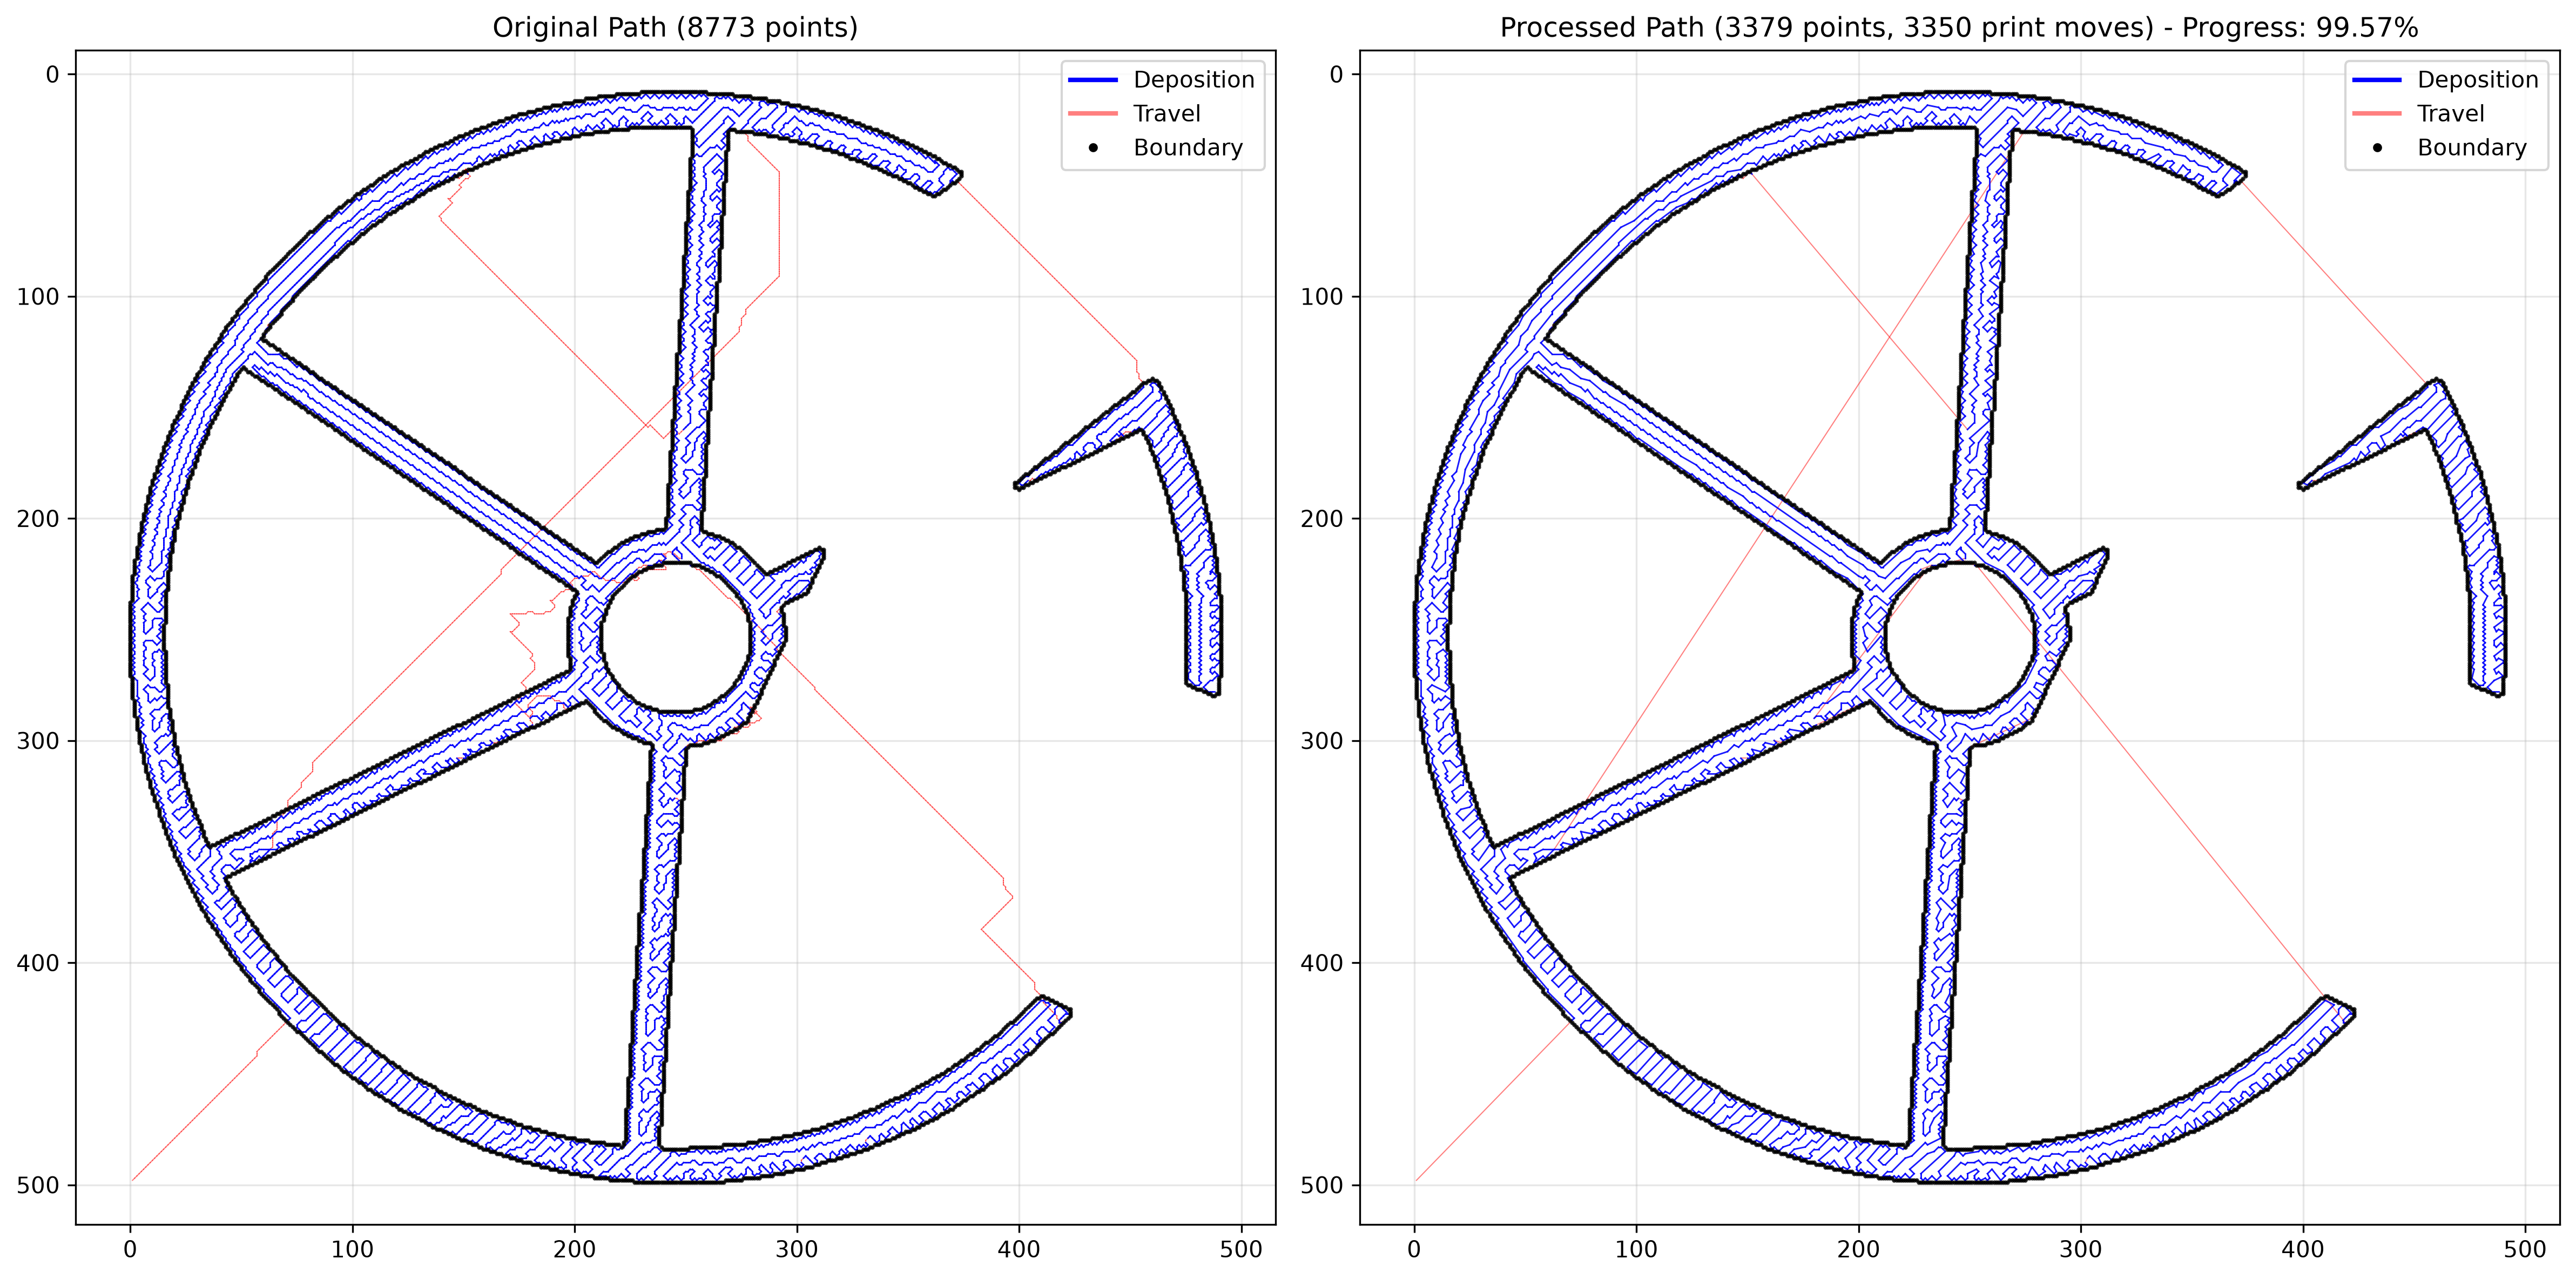 Original Path (8773 points)
Deposition
Travel
Boundary
0
100
200
300
400
500
0 100 200 300 400 500
Processed Path (3379 points, 3350 print moves) - Progress: 99.57%
Deposition
Travel
Boundary
0
100
200
300
400
500
0 100 200 300 400 500